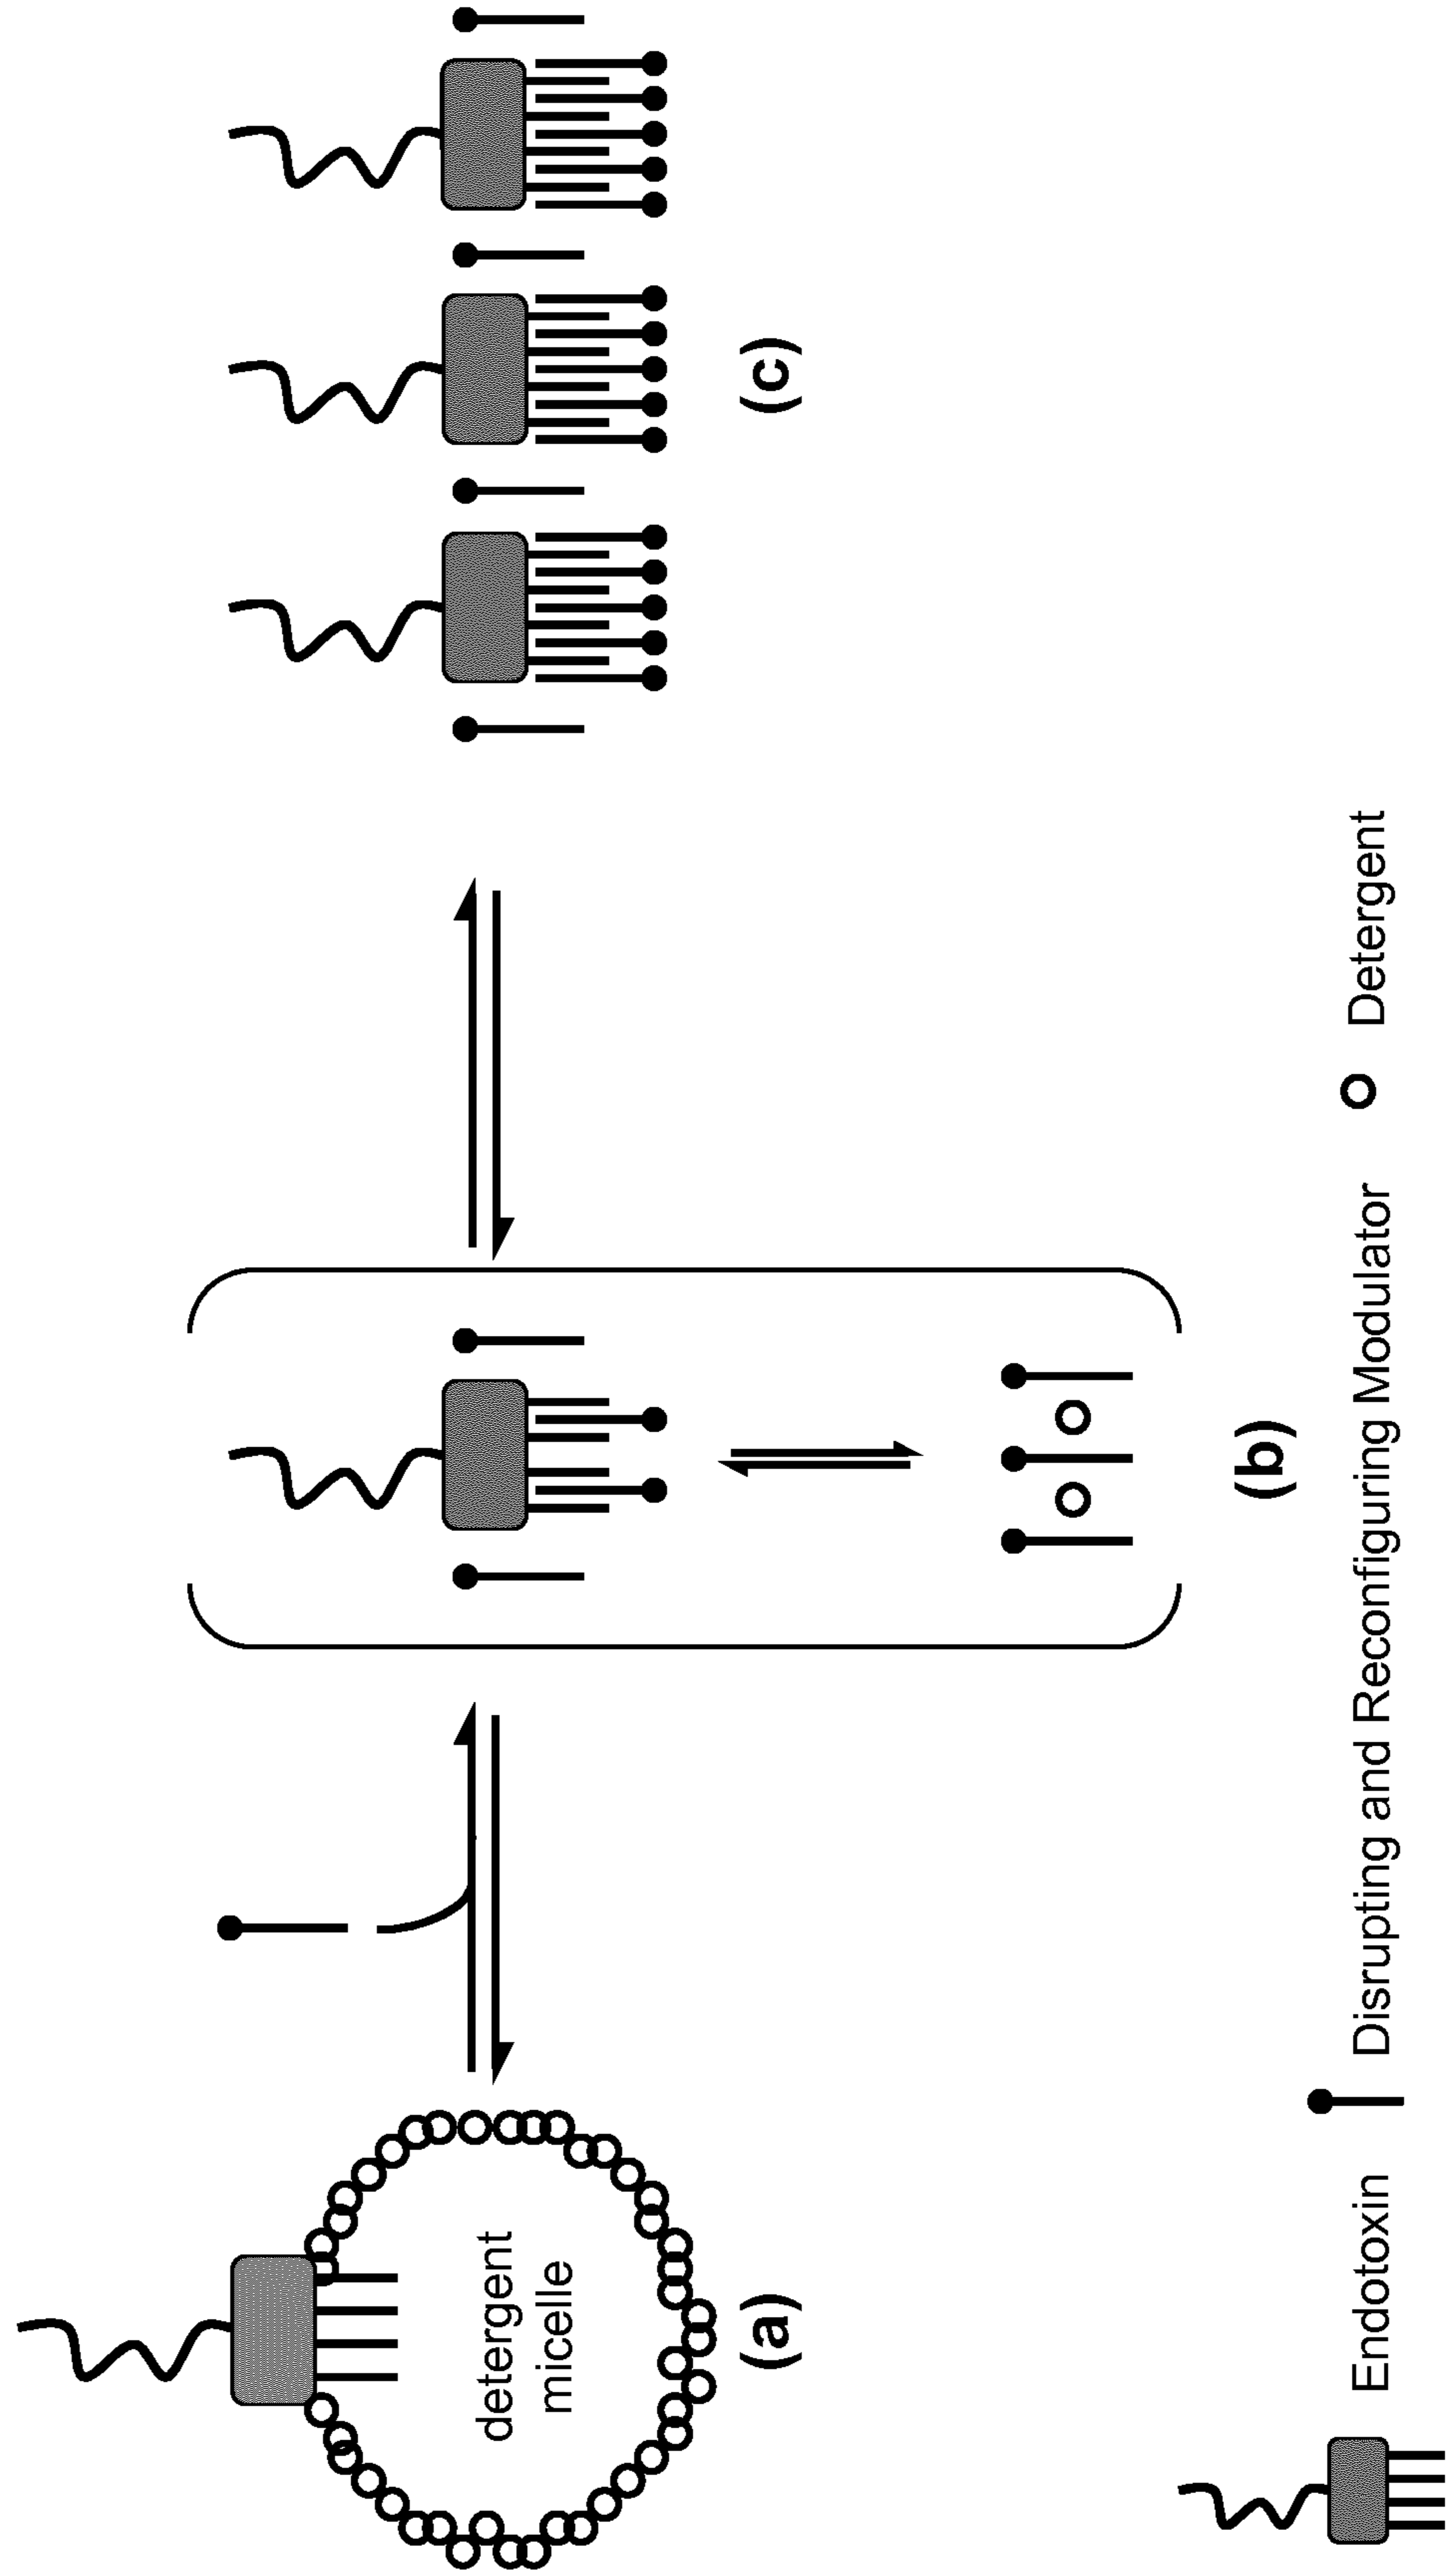 detergent
micelle
(a)
(b)
(c)
Endotoxin
Disrupting and Reconfiguring Modulator
Detergent